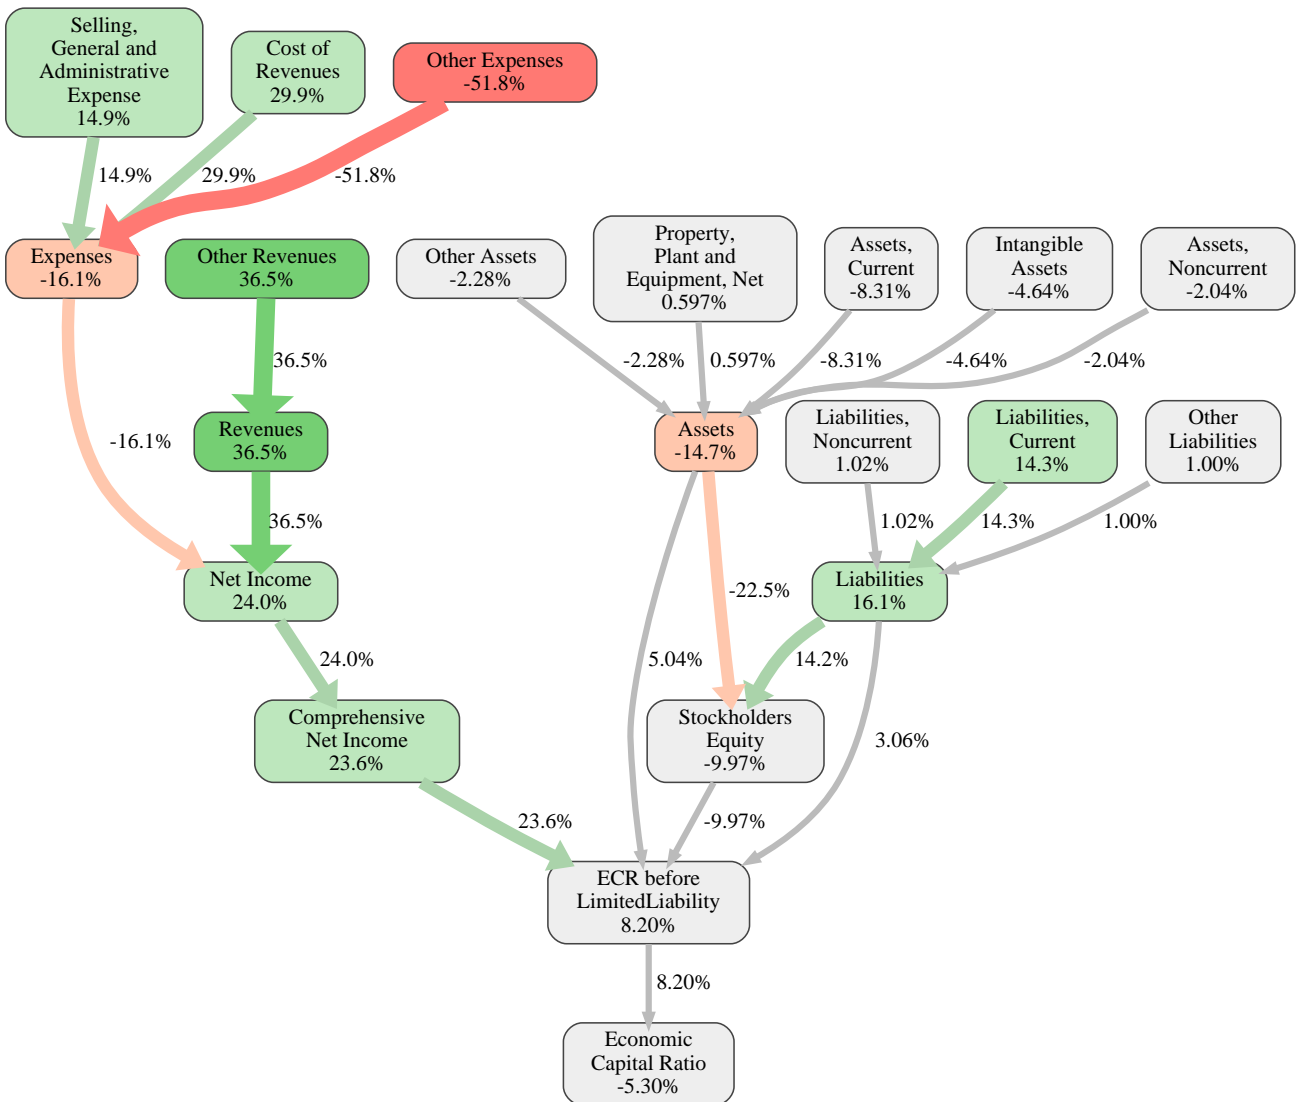 Selling,
General and
Administrative
Expense
14.9%
Cost of
Revenues
29.9%
Other Expenses
-51.8%
14.9%
29.9%
-51.8%
Expenses
-16.1%
Other Revenues
36.5%
Other Assets
-2.28%
Property,
Plant and
Equipment, Net
0.597%
Assets,
Current
-8.31%
Intangible
Assets
-4.64%
Assets,
Noncurrent
-2.04%
36.5%
-2.28%
0.597%
-8.31%
-4.64%
-2.04%
-16.1%
Revenues
36.5%
Assets
-14.7%
Liabilities,
Noncurrent
1.02%
Liabilities,
Current
14.3%
Other
Liabilities
1.00%
36.5%
1.02%
14.3%
1.00%
Net Income
24.0%
-22.5%
Liabilities
16.1%
24.0%
5.04%
14.2%
Comprehensive
Net Income
23.6%
Stockholders
Equity
-9.97%
3.06%
23.6%
-9.97%
ECR before
LimitedLiability
8.20%
8.20%
Economic
Capital Ratio
-5.30%